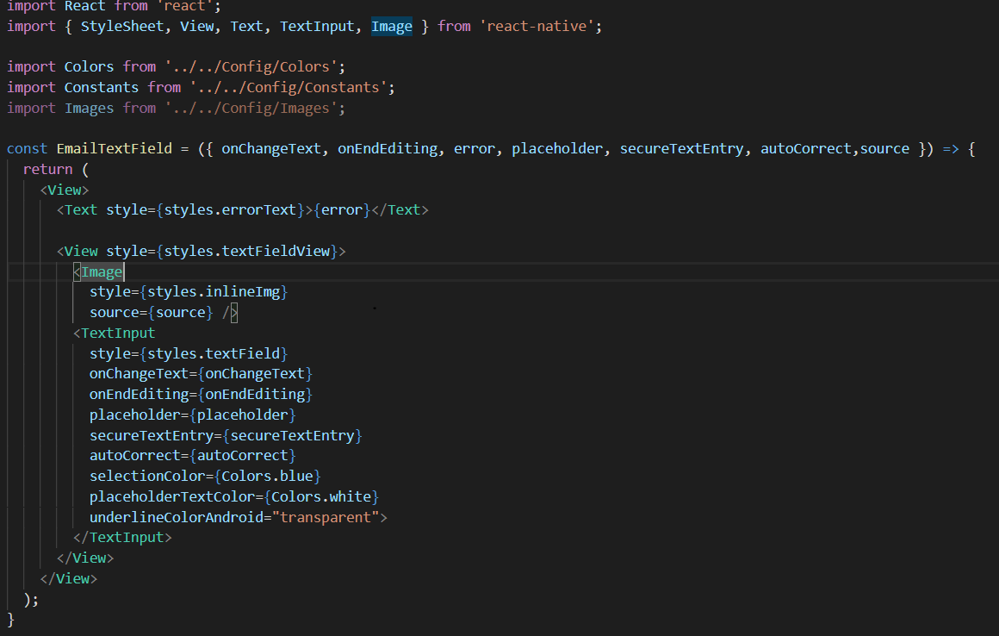 import React from 'react';
import { StyleSheet, View, Text, TextInput, Image } from 'react-native';
import Colors from '../../Config/Colors';
import Constants from '../../Config/Constants';
import Images from '../../Config/Images';
const EmailTextField = ({ onChangeText, onEndEditing, error, placeholder, secureTextEntry, autoCorrect,source }) => {
return (
<View>
<Text style={styles.errorText}>{error}</Text>
<View style={styles.textFieldView}>
<Image
style={styles.inlineImg}
source={source} />
<TextInput
style={styles.textField}
onChangeText={onChangeText}
onEndEditing={onEndEditing}
placeholder={placeholder}
secureTextEntry={secureTextEntry}
autoCorrect={autoCorrect}
selectionColor={Colors.blue}
placeholderTextColor={Colors.white}
underlineColorAndroid="transparent">
</TextInput>
</View>
</View>
);
}